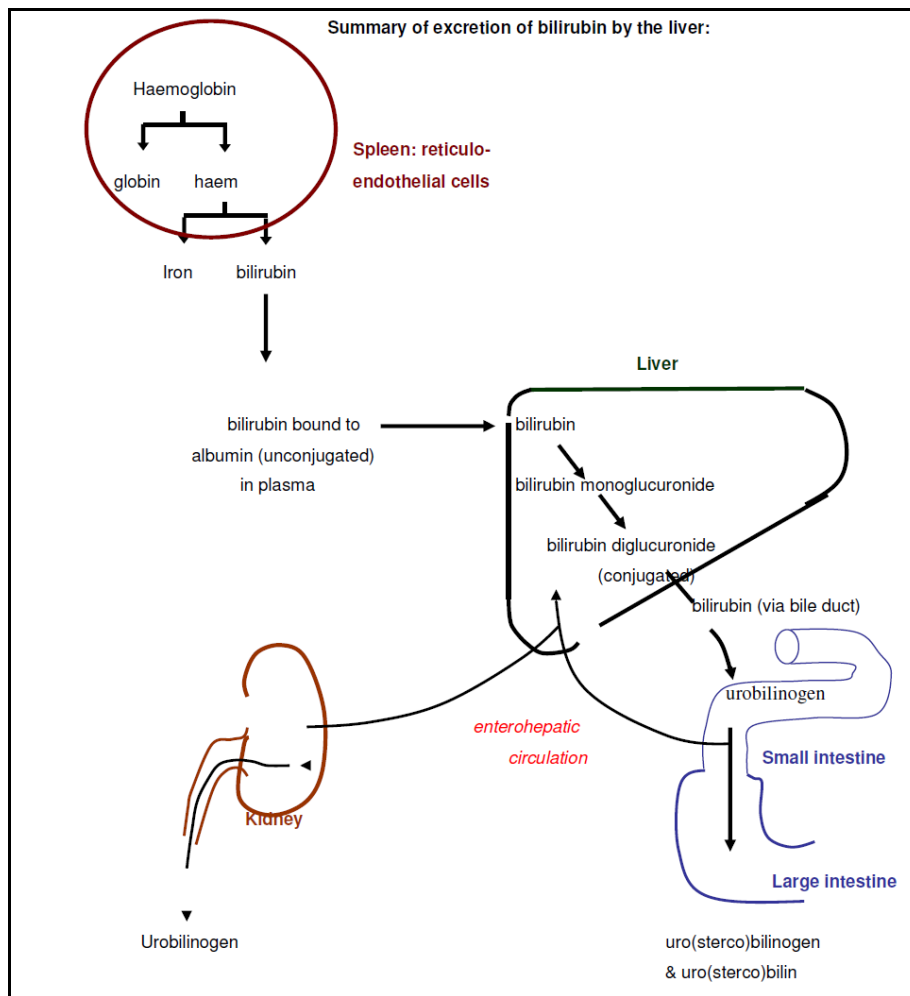 Summary of excretion of bilirubin by the liver:
Haemoglobin
Spleen: reticulo-
endothelial cells
globin haem
Iron bilirubin
Liver
bilirubin bound to
albumin (unconjugated)
in plasma
bilirubin
bilirubin monoglucuronide
bilirubin diglucuronide
(conjugated)
bilirubin (via bile duct)
urobilinogen
enterohepatic
circulation
Small intestine
Kidney
Large intestine
Urobilinogen
uro(sterco)bilinogen
& uro(sterco)bilin